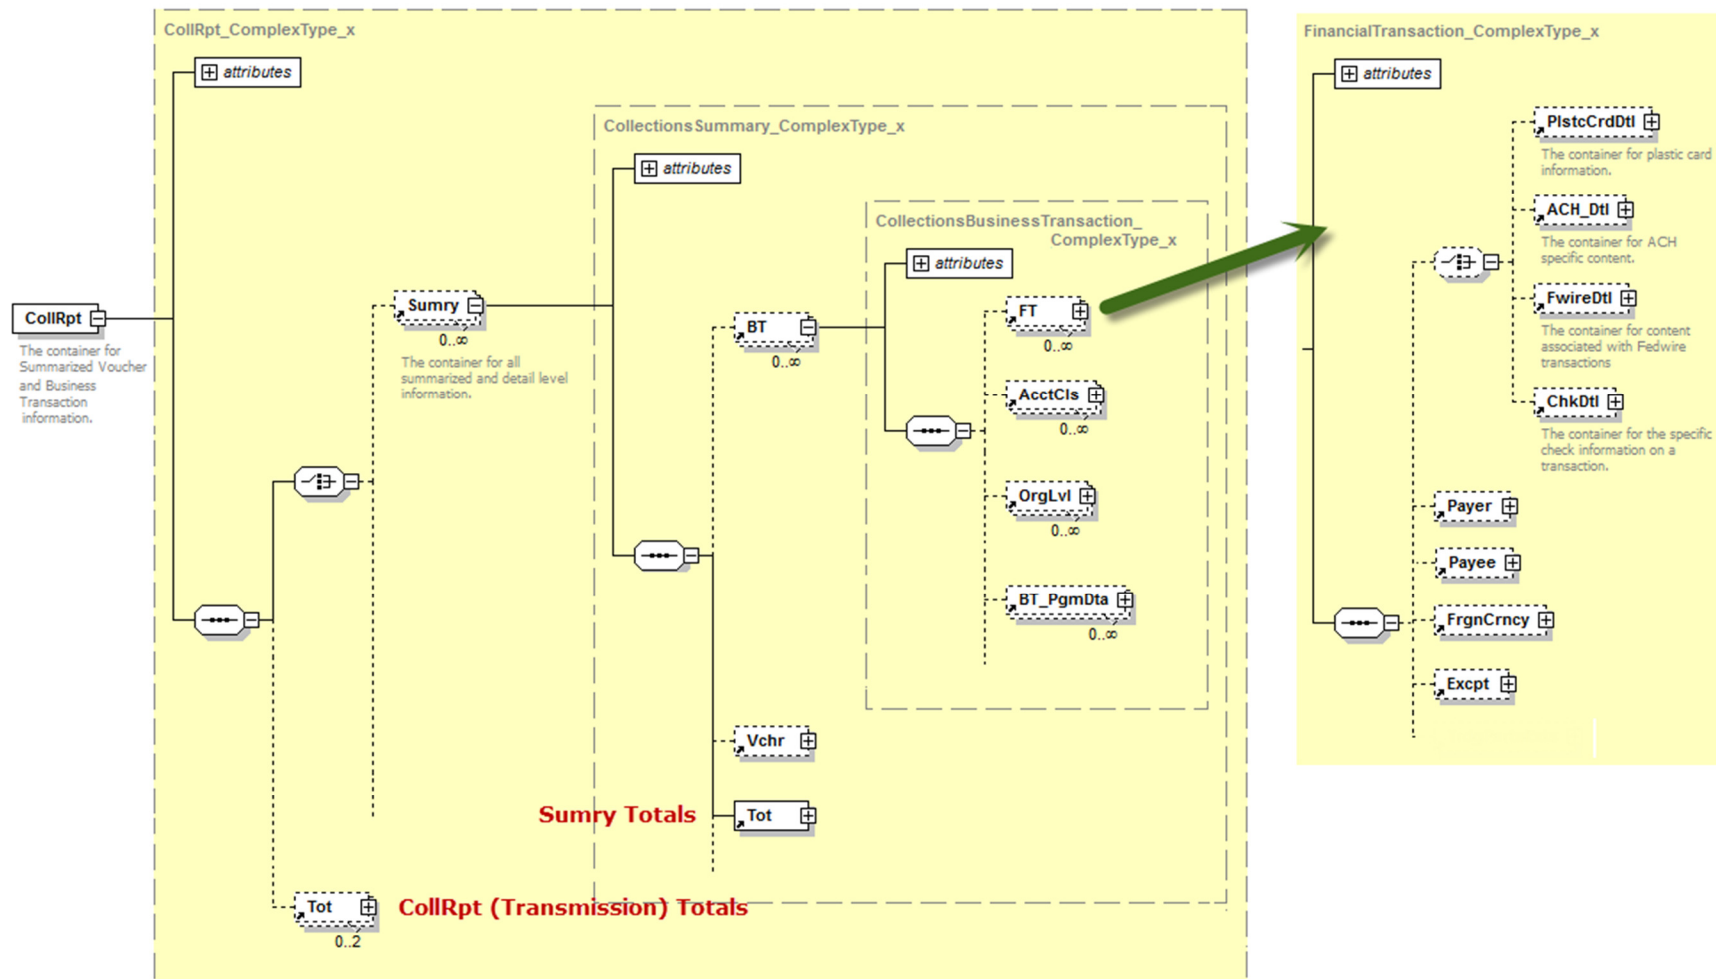 CollRpt_ComplexType_x
attributes
CollectionsSummary_ComplexType_x
attributes
CollectionsBusinessTransaction_
ComplexType_x
attributes
CollRpt
The container for
Summarized Voucher
and Business
Transaction
information.
Sumry
0..∞
The container for all
summarized and detail level
information.
BT
0..∞
FT
0..∞
AcctCls
0..∞
OrgLvl
0..∞
BT_PgmDta
0..∞
Vchr
Sumry Totals
Tot
Tot
0..2
CollRpt (Transmission) Totals
FinancialTransaction_ComplexType_x
attributes
PlstcCrdDtl
The container for plastic card
information.
ACH_Dtl
The container for ACH
specific content.
FwireDtl
The container for content
associated with Fedwire
transactions
ChkDtl
The container for the specific
check information on a
transaction.
Payer
Payee
FrgnCrncy
Excpt